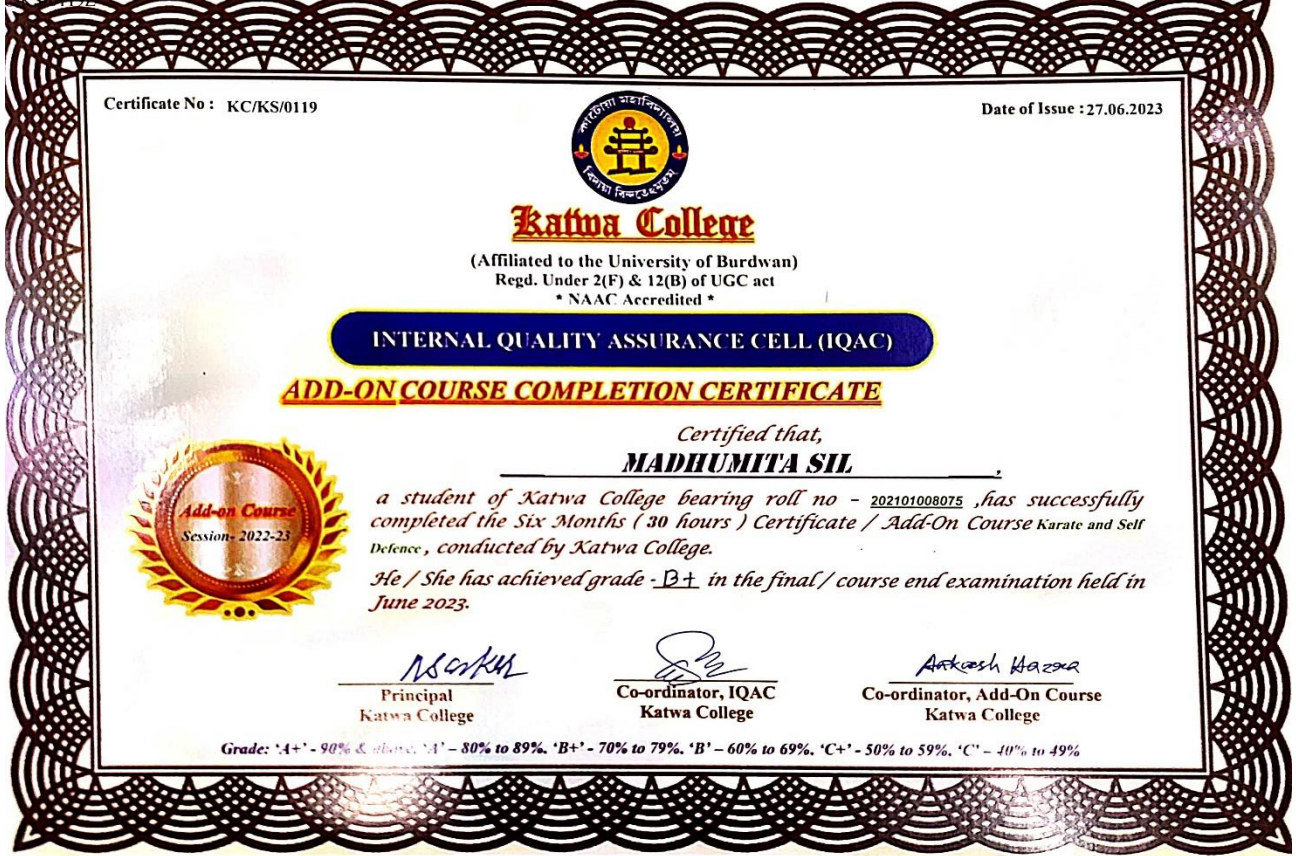 Certificate No : KC/KS/0119
Date of Issue : 27.06.2023
কাটোয়া মহাবিদ্যালয়
বিদ্যয়া বিন্দতেহমৃতম্
Katwa College
(Affiliated to the University of Burdwan)
Regd. Under 2(F) & 12(B) of UGC act
* NAAC Accredited *
INTERNAL QUALITY ASSURANCE CELL (IQAC)
ADD-ON COURSE COMPLETION CERTIFICATE
Certified that,
MADHUMITA SIL ,
a student of Katwa College bearing roll no - 202101008075 ,has successfully
completed the Six Months ( 30 hours ) Certificate / Add-On Course Karate and Self
Defence , conducted by Katwa College.
He / She has achieved grade - B+ in the final / course end examination held in
June 2023.
Add-on Course
Session- 2022-23
Principal
Katwa College
Co-ordinator, IQAC
Katwa College
Aakash Hazra
Co-ordinator, Add-On Course
Katwa College
Grade: 'A+' - 90% & above, 'A' – 80% to 89%, 'B+' - 70% to 79%, 'B' – 60% to 69%, 'C+' - 50% to 59%, 'C' – 40% to 49%